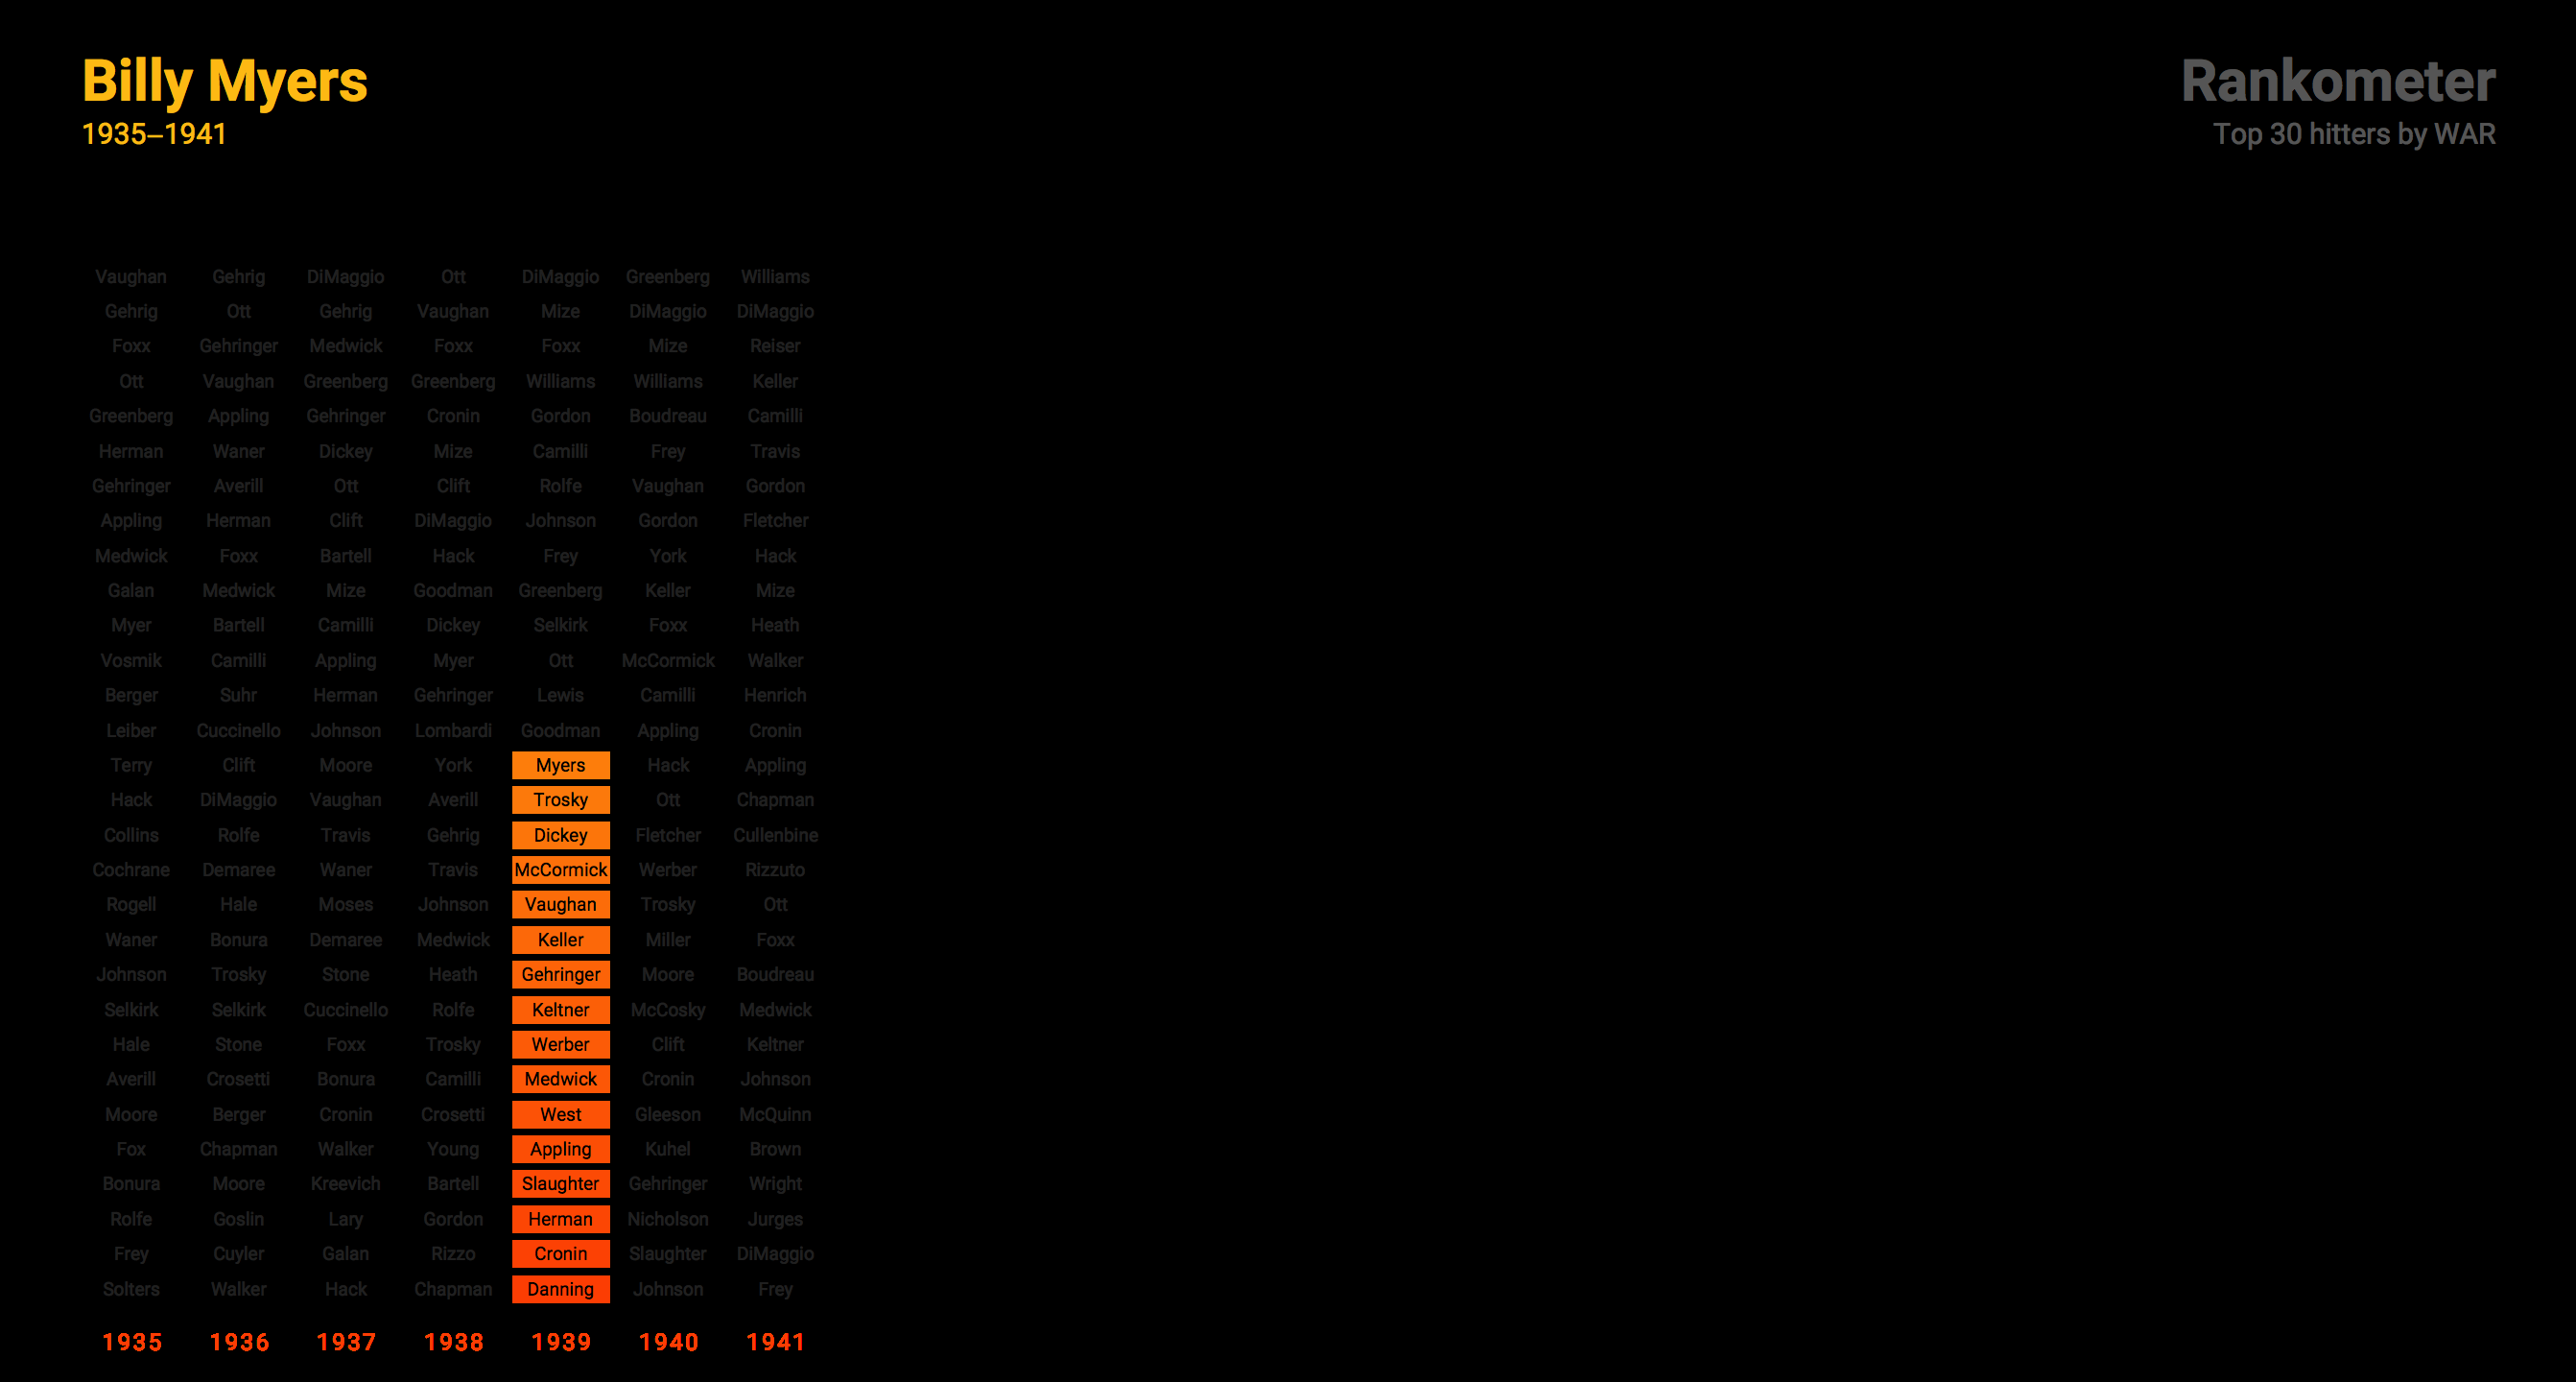 Billy Myers
1935–1941
Rankometer
Top 30 hitters by WAR
Vaughan Gehrig DiMaggio Ott DiMaggio Greenberg Williams
Gehrig Ott Gehrig Vaughan Mize DiMaggio DiMaggio
Foxx Gehringer Medwick Foxx Foxx Mize Reiser
Ott Vaughan Greenberg Greenberg Williams Williams Keller
Greenberg Appling Gehringer Cronin Gordon Boudreau Camilli
Herman Waner Dickey Mize Camilli Frey Travis
Gehringer Averill Ott Clift Rolfe Vaughan Gordon
Appling Herman Clift DiMaggio Johnson Gordon Fletcher
Medwick Foxx Bartell Hack Frey York Hack
Galan Medwick Mize Goodman Greenberg Keller Mize
Myer Bartell Camilli Dickey Selkirk Foxx Heath
Vosmik Camilli Appling Myer Ott McCormick Walker
Berger Suhr Herman Gehringer Lewis Camilli Henrich
Leiber Cuccinello Johnson Lombardi Goodman Appling Cronin
Terry Clift Moore York Myers Hack Appling
Hack DiMaggio Vaughan Averill Trosky Ott Chapman
Collins Rolfe Travis Gehrig Dickey Fletcher Cullenbine
Cochrane Demaree Waner Travis McCormick Werber Rizzuto
Rogell Hale Moses Johnson Vaughan Trosky Ott
Waner Bonura Demaree Medwick Keller Miller Foxx
Johnson Trosky Stone Heath Gehringer Moore Boudreau
Selkirk Selkirk Cuccinello Rolfe Keltner McCosky Medwick
Hale Stone Foxx Trosky Werber Clift Keltner
Averill Crosetti Bonura Camilli Medwick Cronin Johnson
Moore Berger Cronin Crosetti West Gleeson McQuinn
Fox Chapman Walker Young Appling Kuhel Brown
Bonura Moore Kreevich Bartell Slaughter Gehringer Wright
Rolfe Goslin Lary Gordon Herman Nicholson Jurges
Frey Cuyler Galan Rizzo Cronin Slaughter DiMaggio
Solters Walker Hack Chapman Danning Johnson Frey
1935 1936 1937 1938 1939 1940 1941